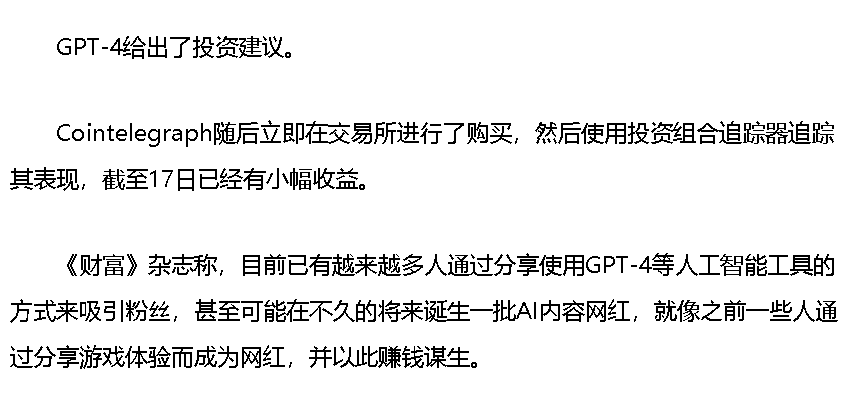 GPT-4给出了投资建议。
Cointelegraph随后立即在交易所进行了购买，然后使用投资组合追踪器追踪
其表现，截至17日已经有小幅收益。
《财富》杂志称，目前已有越来越多人通过分享使用GPT-4等人工智能工具的
方式来吸引粉丝，甚至可能在不久的将来诞生一批AI内容网红，就像之前一些人通
过分享游戏体验而成为网红，并以此赚钱谋生。